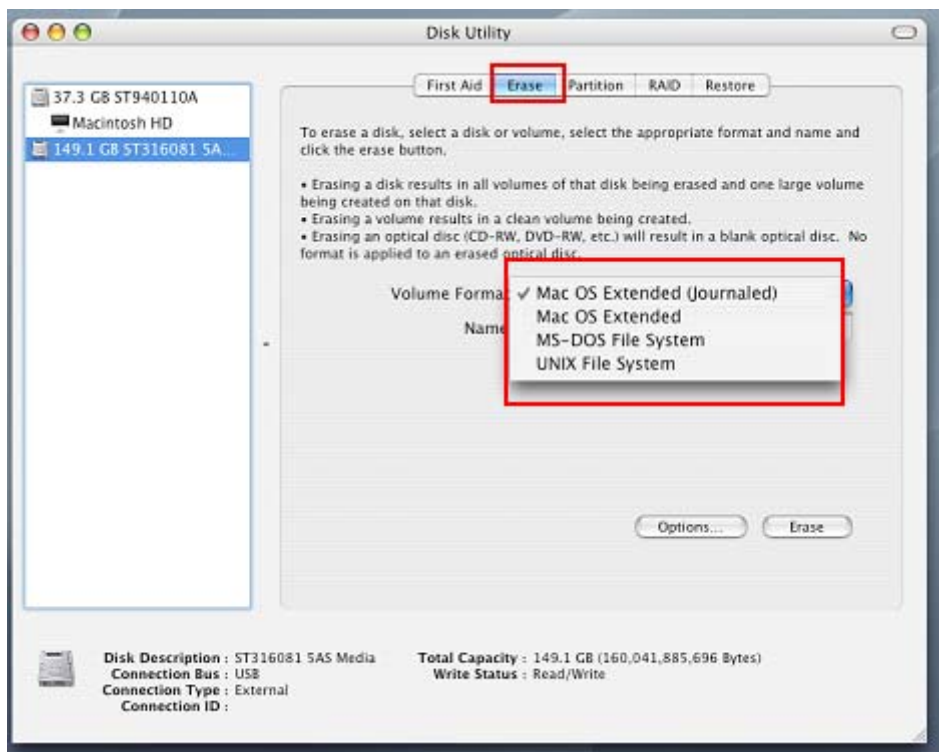 Disk Utility
37.3 GB ST940110A
Macintosh HD
149.1 GB ST316081 5A...
First Aid
Erase
Partition
RAID
Restore
To erase a disk, select a disk or volume, select the appropriate format and name and
click the erase button.
• Erasing a disk results in all volumes of that disk being erased and one large volume
being created on that disk.
• Erasing a volume results in a clean volume being created.
• Erasing an optical disc (CD-RW, DVD-RW, etc.) will result in a blank optical disc. No
format is applied to an erased optical disc.
Volume Format
✓ Mac OS Extended (Journaled)
Mac OS Extended
MS-DOS File System
UNIX File System
Name
Options...
Erase
Disk Description : ST316081 5AS Media
Connection Bus : USB
Connection Type : External
Connection ID :
Total Capacity : 149.1 GB (160,041,885,696 Bytes)
Write Status : Read/Write